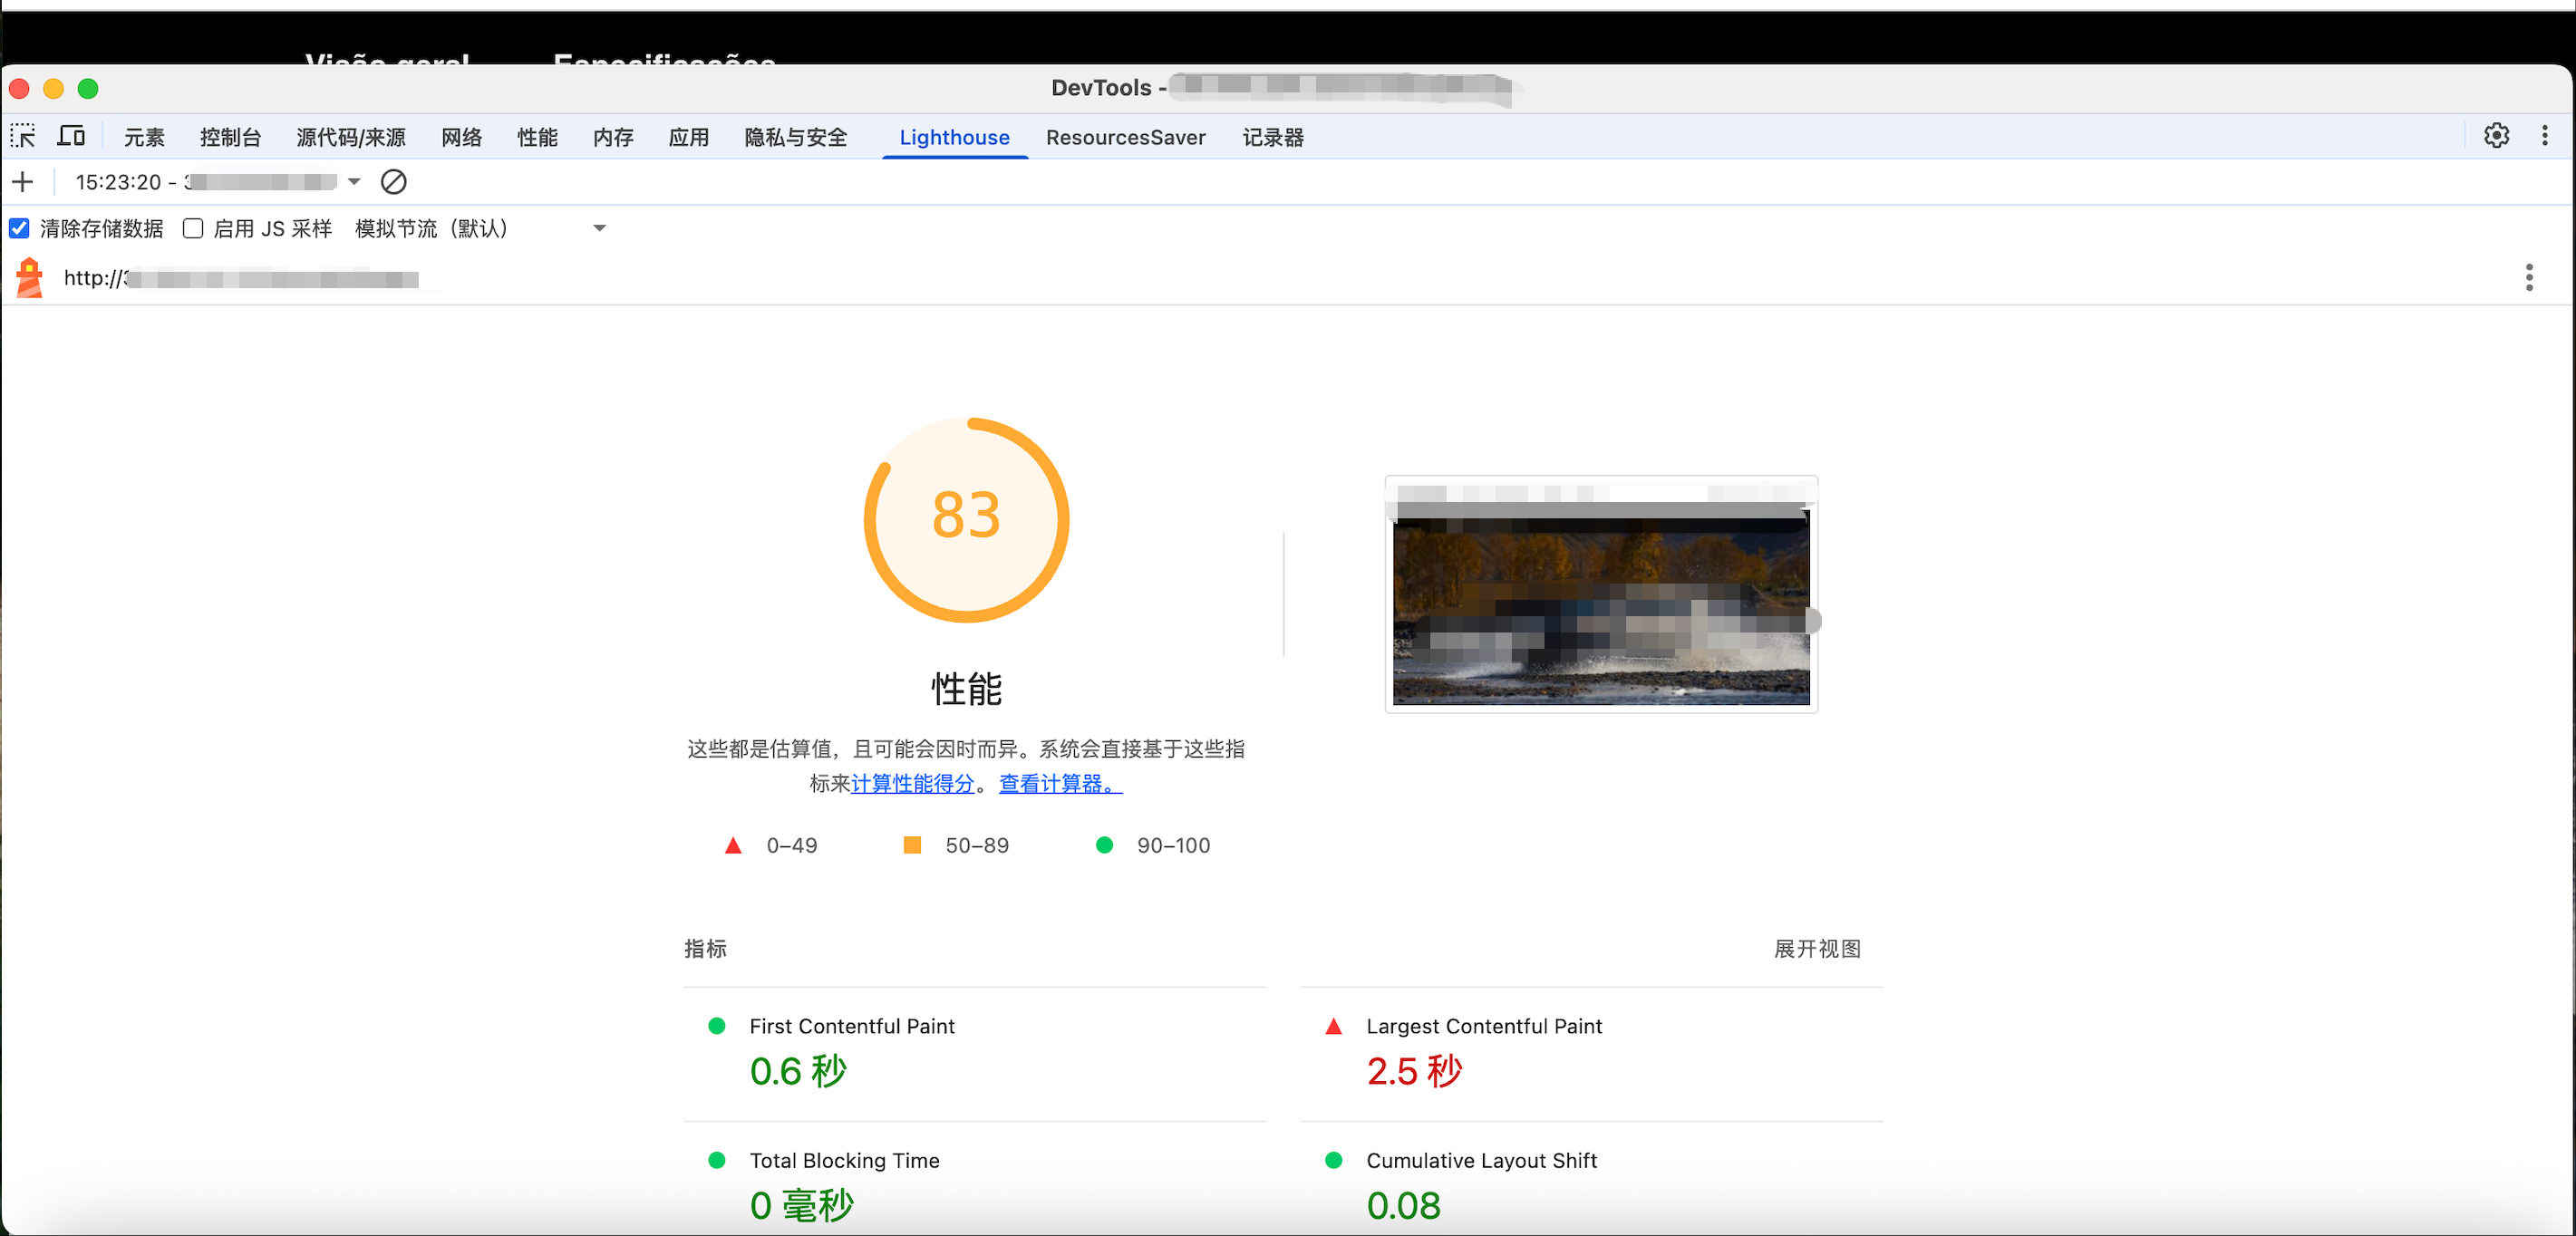 Visão geral Especificações
DevTools -
元素 控制台 源代码/来源 网络 性能 内存 应用 隐私与安全 Lighthouse ResourcesSaver 记录器
15:23:20 -
清除存储数据 启用 JS 采样 模拟节流（默认）
http://
83
性能
这些都是估算值，且可能会因时而异。系统会直接基于这些指
标来计算性能得分。 查看计算器。
0–49 50–89 90–100
指标 展开视图
First Contentful Paint
0.6 秒
Largest Contentful Paint
2.5 秒
Total Blocking Time
0 毫秒
Cumulative Layout Shift
0.08